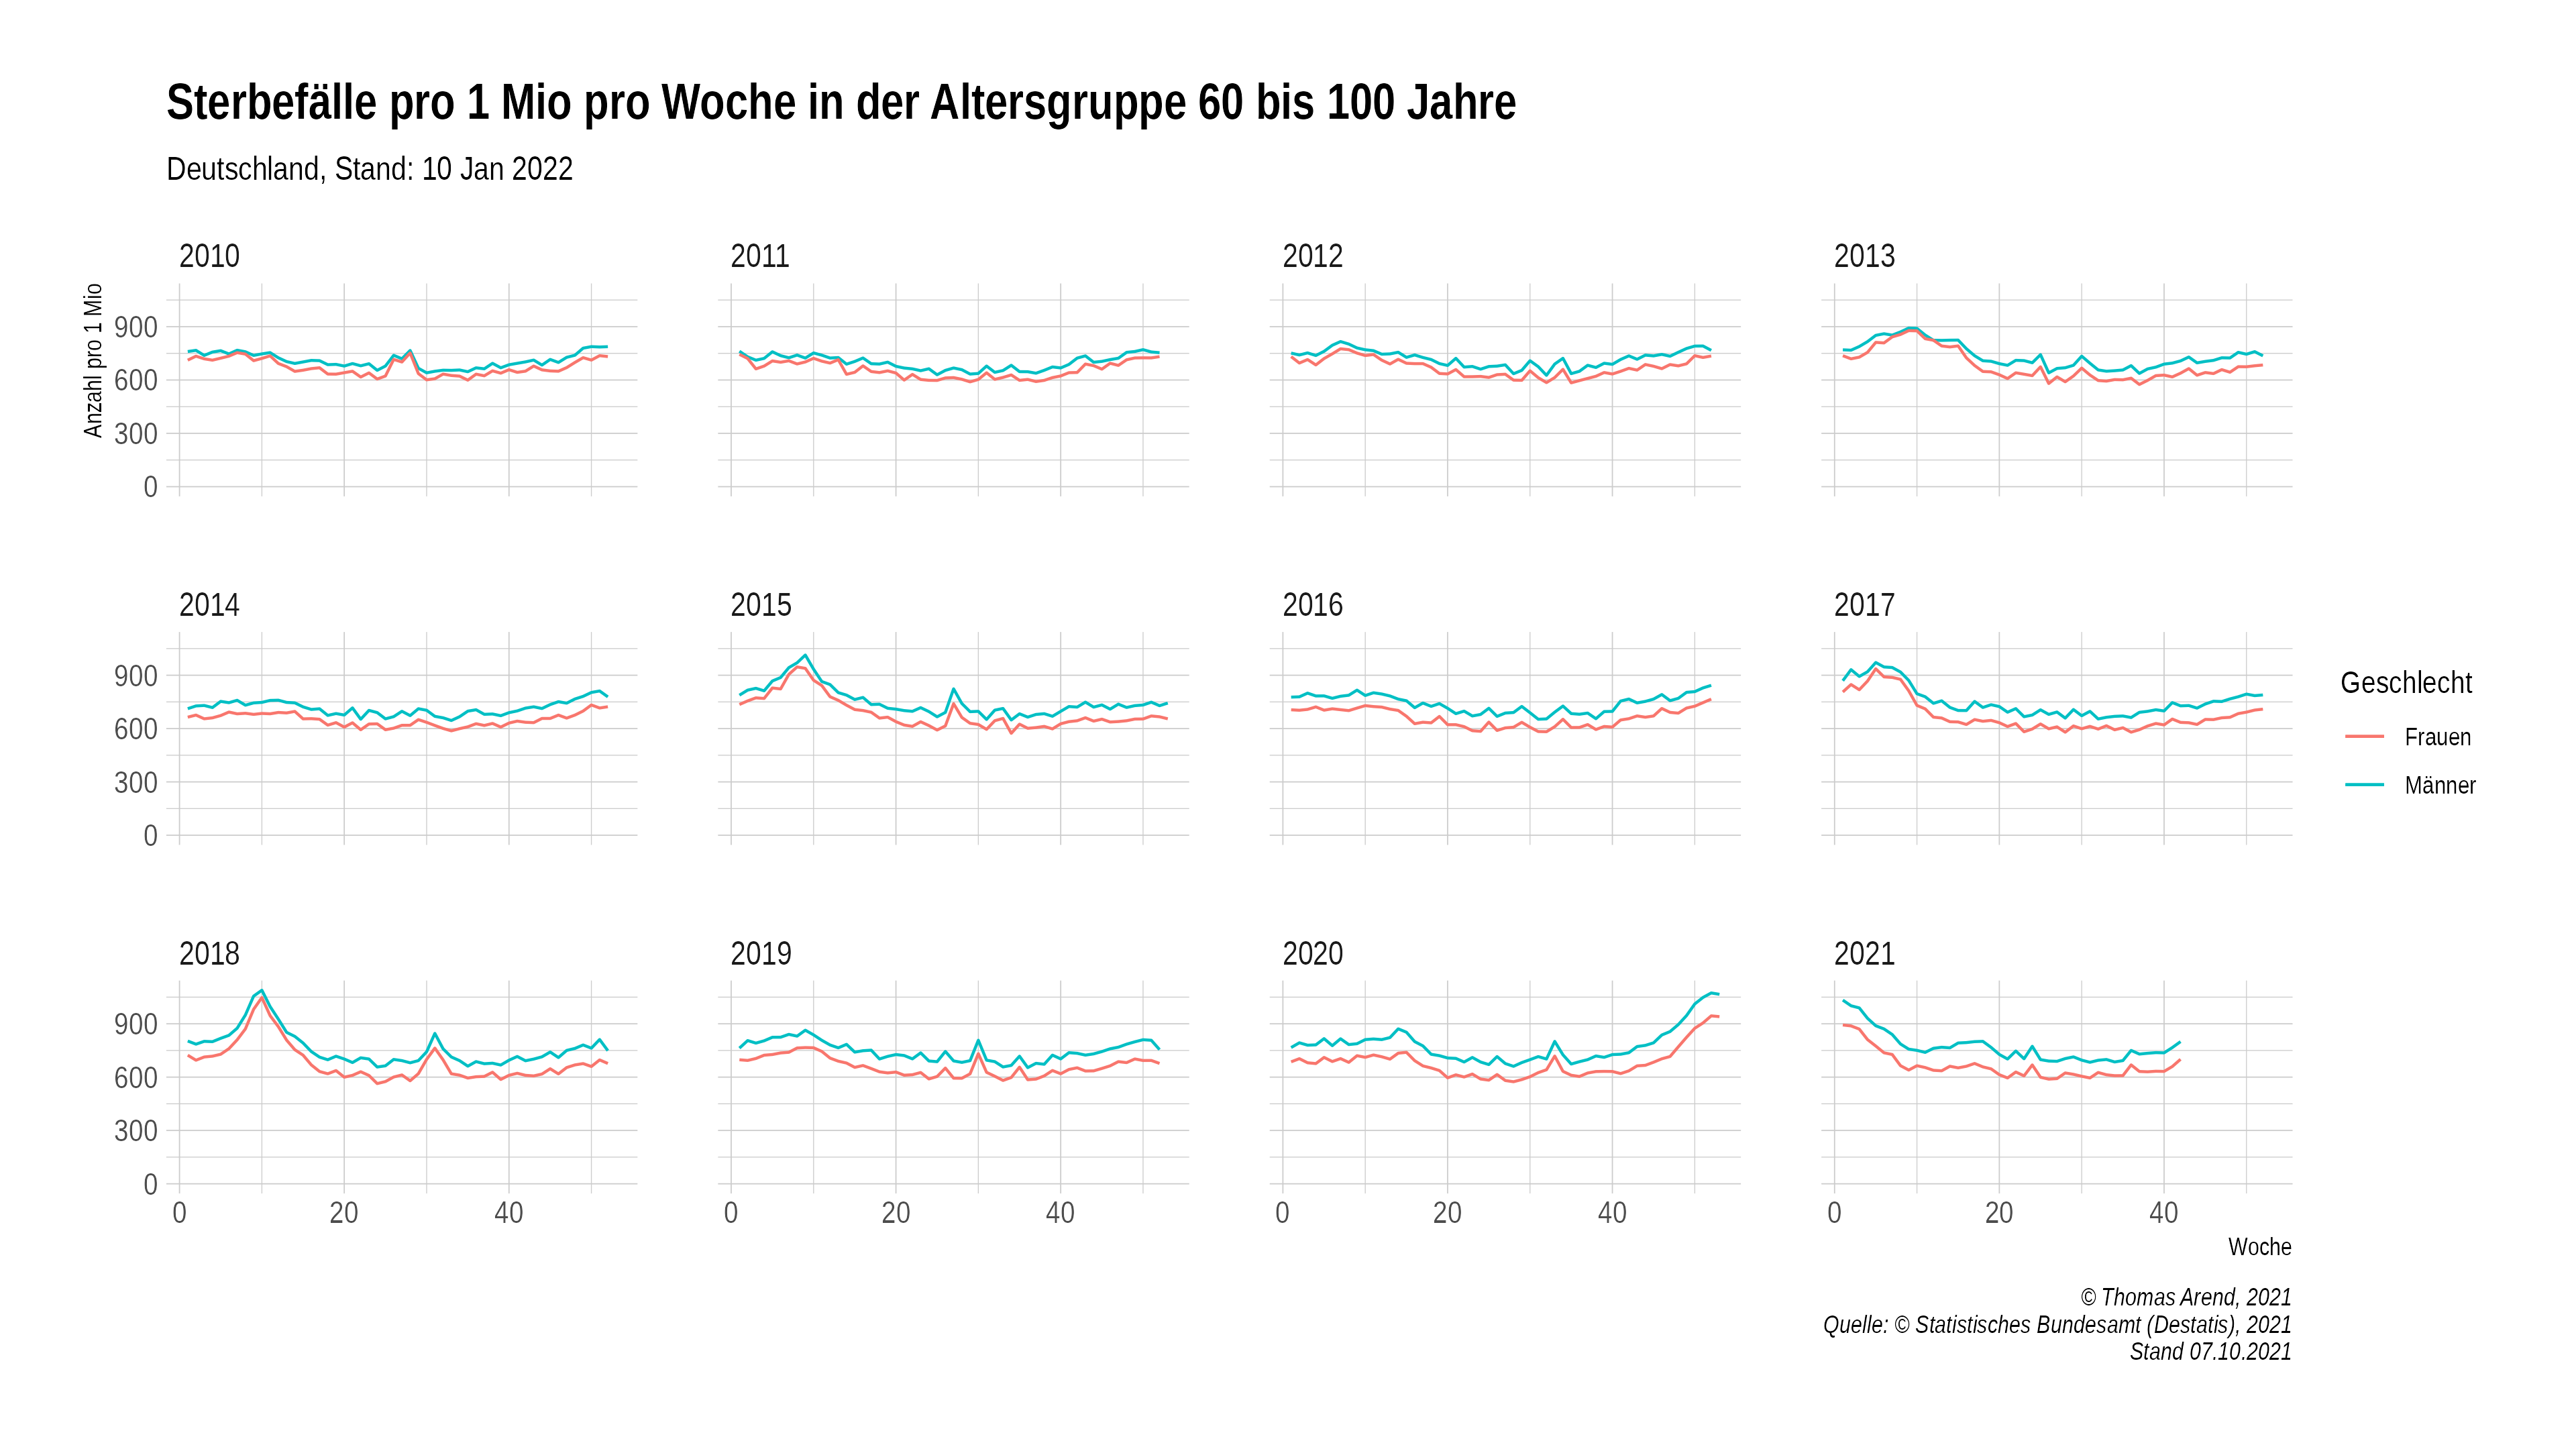 Sterbefälle pro 1 Mio pro Woche in der Altersgruppe 60 bis 100 Jahre
Deutschland, Stand: 10 Jan 2022
2010
2011
2012
2013
Anzahl pro 1 Mio
900
600
300
0
2014
2015
2016
2017
900
600
300
0
Geschlecht
Frauen
Männer
2018
2019
2020
2021
900
600
300
0
0 20 40
0 20 40
0 20 40
0 20 40
Woche
© Thomas Arend, 2021
Quelle: © Statistisches Bundesamt (Destatis), 2021
Stand 07.10.2021